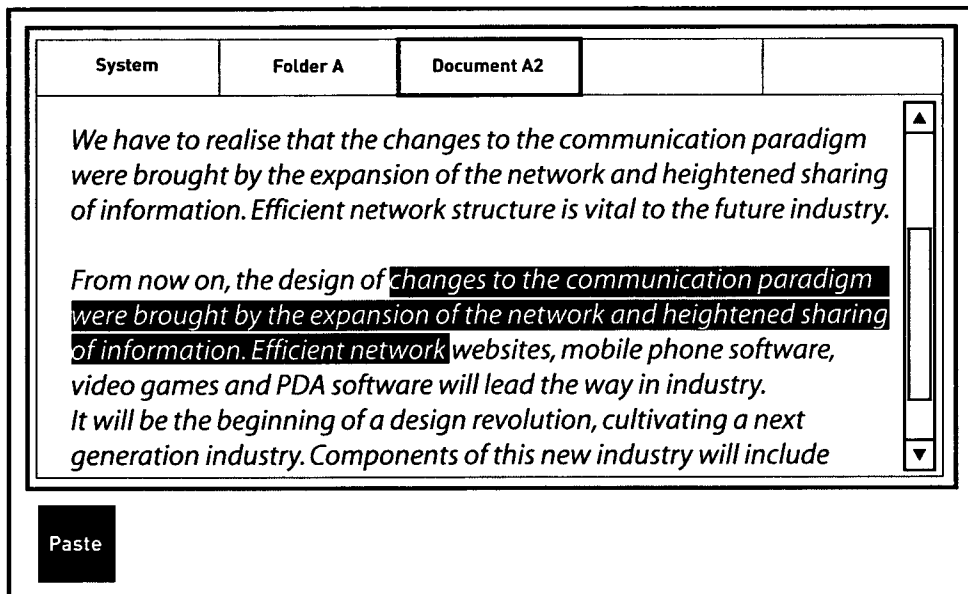 System Folder A Document A2
We have to realise that the changes to the communication paradigm
were brought by the expansion of the network and heightened sharing
of information. Efficient network structure is vital to the future industry.
From now on, the design of changes to the communication paradigm
were brought by the expansion of the network and heightened sharing
of information. Efficient network websites, mobile phone software,
video games and PDA software will lead the way in industry.
It will be the beginning of a design revolution, cultivating a next
generation industry. Components of this new industry will include
Paste